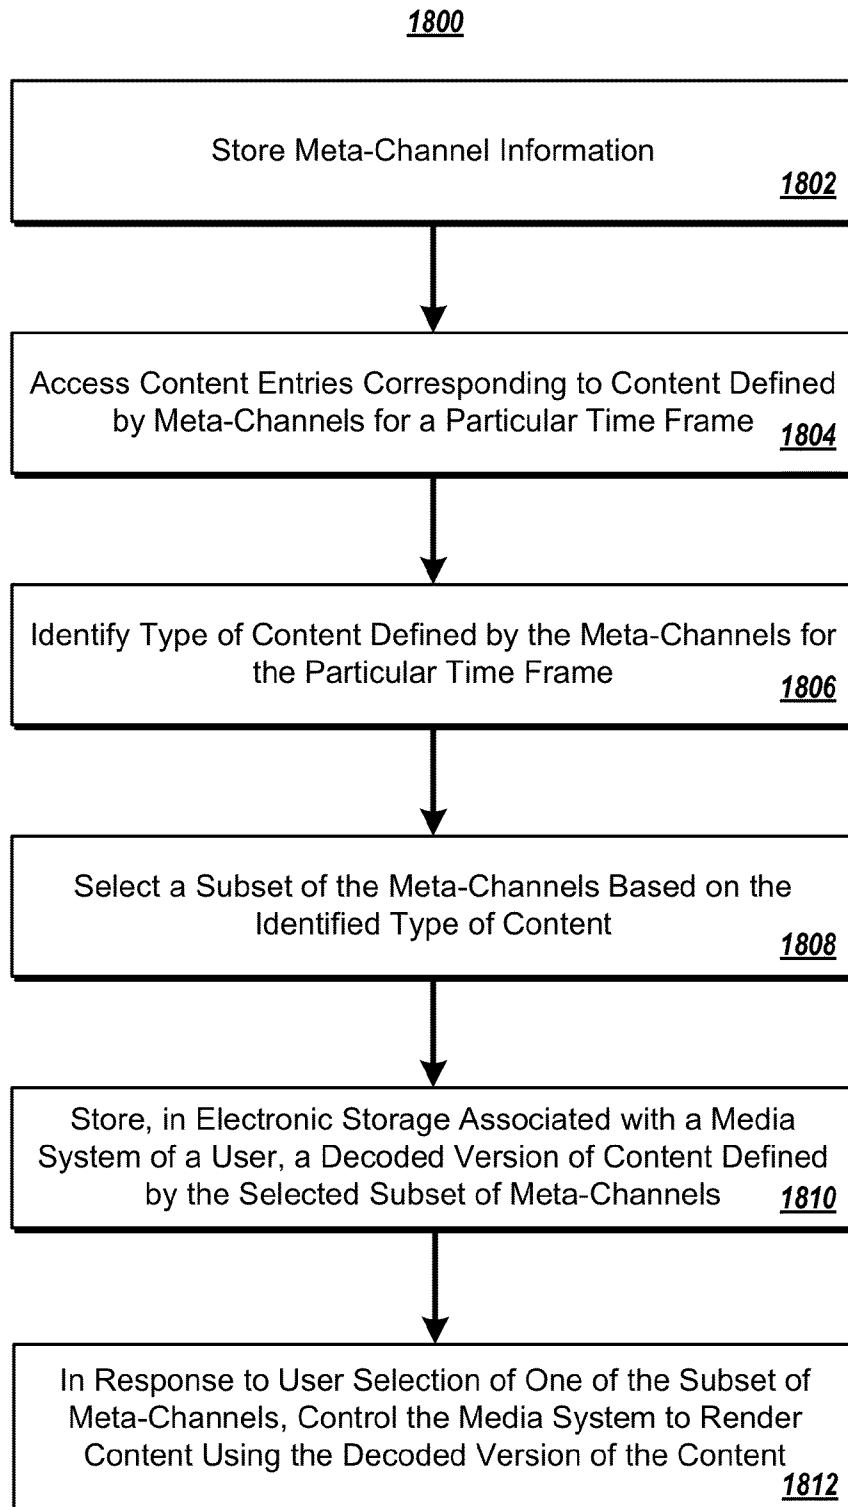 1800
Store Meta-Channel Information
1802
Access Content Entries Corresponding to Content Defined
by Meta-Channels for a Particular Time Frame
1804
Identify Type of Content Defined by the Meta-Channels for
the Particular Time Frame
1806
Select a Subset of the Meta-Channels Based on the
Identified Type of Content
1808
Store, in Electronic Storage Associated with a Media
System of a User, a Decoded Version of Content Defined
by the Selected Subset of Meta-Channels
1810
In Response to User Selection of One of the Subset of
Meta-Channels, Control the Media System to Render
Content Using the Decoded Version of the Content
1812